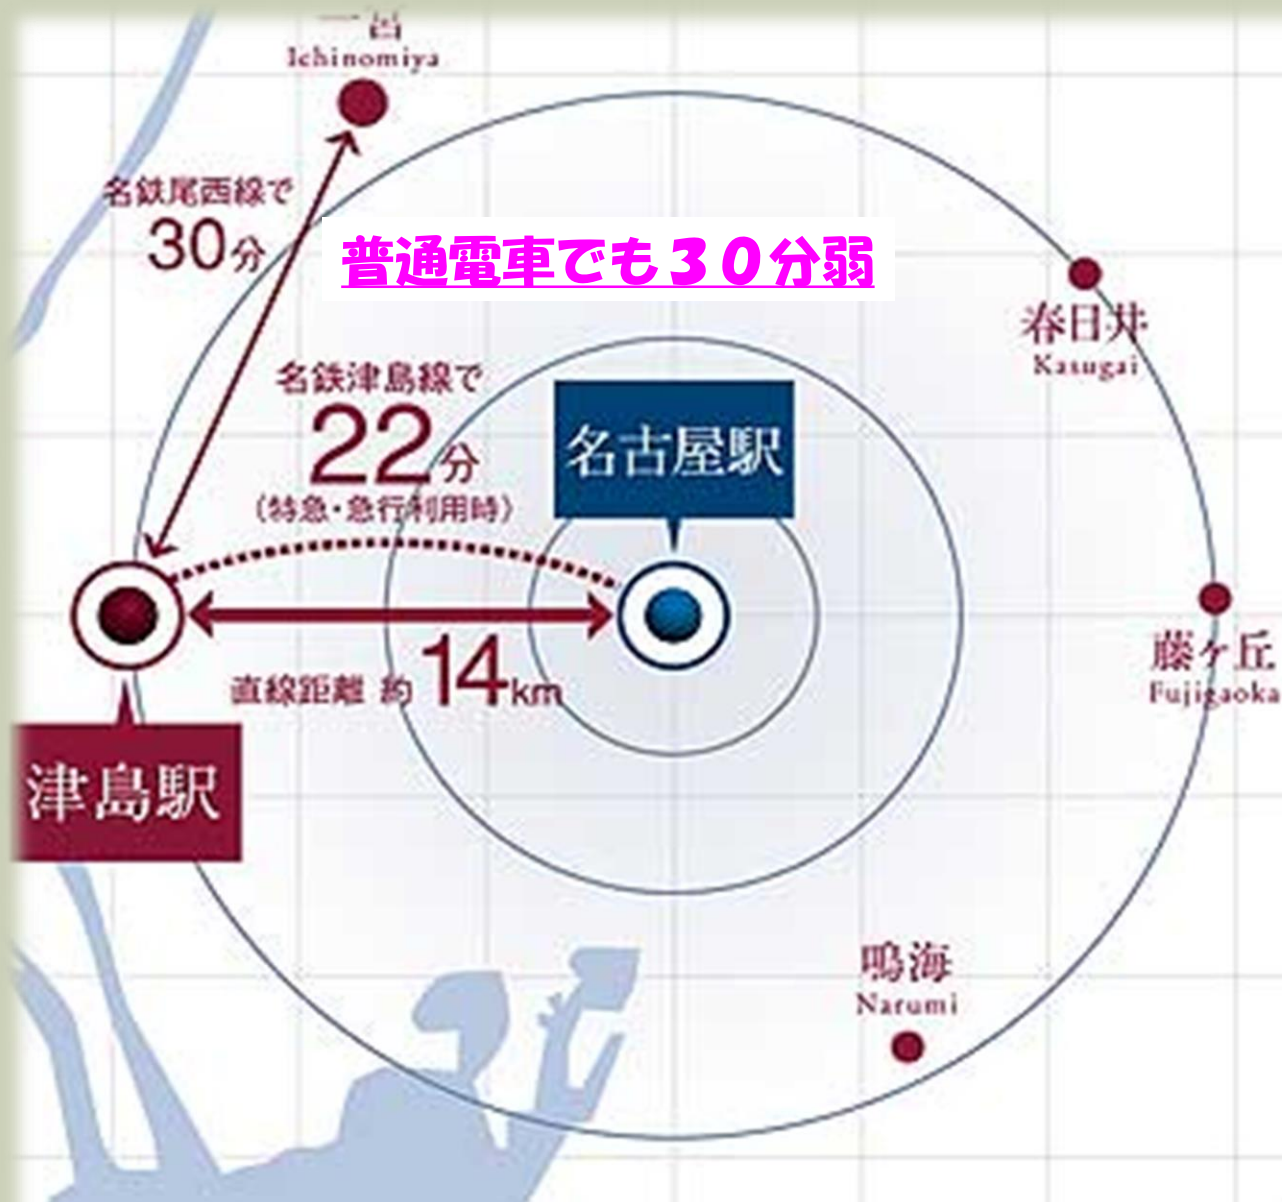 一宮
Ichinomiya
名鉄尾西線で
30分
普通電車でも３０分弱
春日井
Kasugai
名鉄津島線で
22分
（特急・急行利用時）
名古屋駅
藤ヶ丘
Fujigaoka
直線距離 約14km
津島駅
鳴海
Narumi